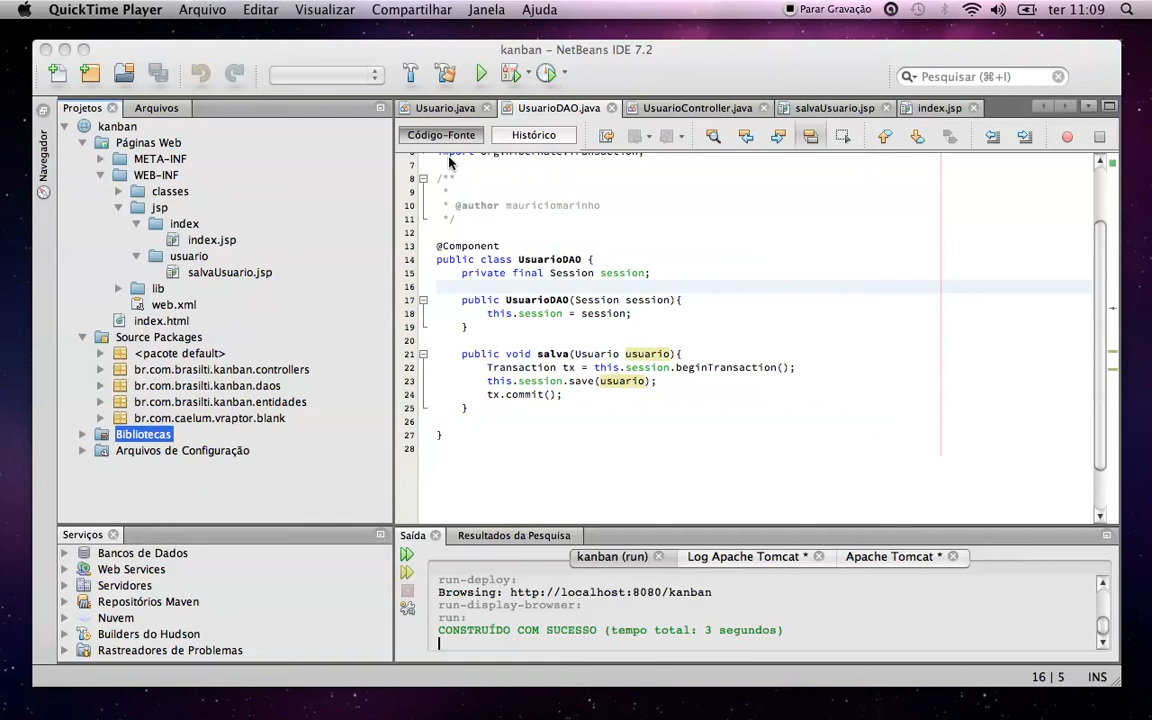 QuickTime Player Arquivo Editar Visualizar Compartilhar Janela Ajuda Parar Gravação ter 11:09
kanban – NetBeans IDE 7.2
Pesquisar (⌘+I)
Projetos Arquivos
Usuario.java UsuarioDAO.java UsuarioController.java salvaUsuario.jsp index.jsp
Código-Fonte Histórico
Navegador
kanban
Páginas Web
META-INF
WEB-INF
classes
jsp
index
index.jsp
usuario
salvaUsuario.jsp
lib
web.xml
index.html
Source Packages
<pacote default>
br.com.brasilti.kanban.controllers
br.com.brasilti.kanban.daos
br.com.brasilti.kanban.entidades
br.com.caelum.vraptor.blank
Bibliotecas
Arquivos de Configuração
7
8 /**
9 *
10 * @author mauriciomarinho
11 */
12
13 @Component
14 public class UsuarioDAO {
15 private final Session session;
16
17 public UsuarioDAO(Session session){
18 this.session = session;
19 }
20
21 public void salva(Usuario usuario){
22 Transaction tx = this.session.beginTransaction();
23 this.session.save(usuario);
24 tx.commit();
25 }
26
27 }
28
Serviços
Bancos de Dados
Web Services
Servidores
Repositórios Maven
Nuvem
Builders do Hudson
Rastreadores de Problemas
Saída Resultados da Pesquisa
kanban (run) Log Apache Tomcat * Apache Tomcat *
run-deploy:
Browsing: http://localhost:8080/kanban
run-display-browser:
run:
CONSTRUÍDO COM SUCESSO (tempo total: 3 segundos)
16 | 5 INS